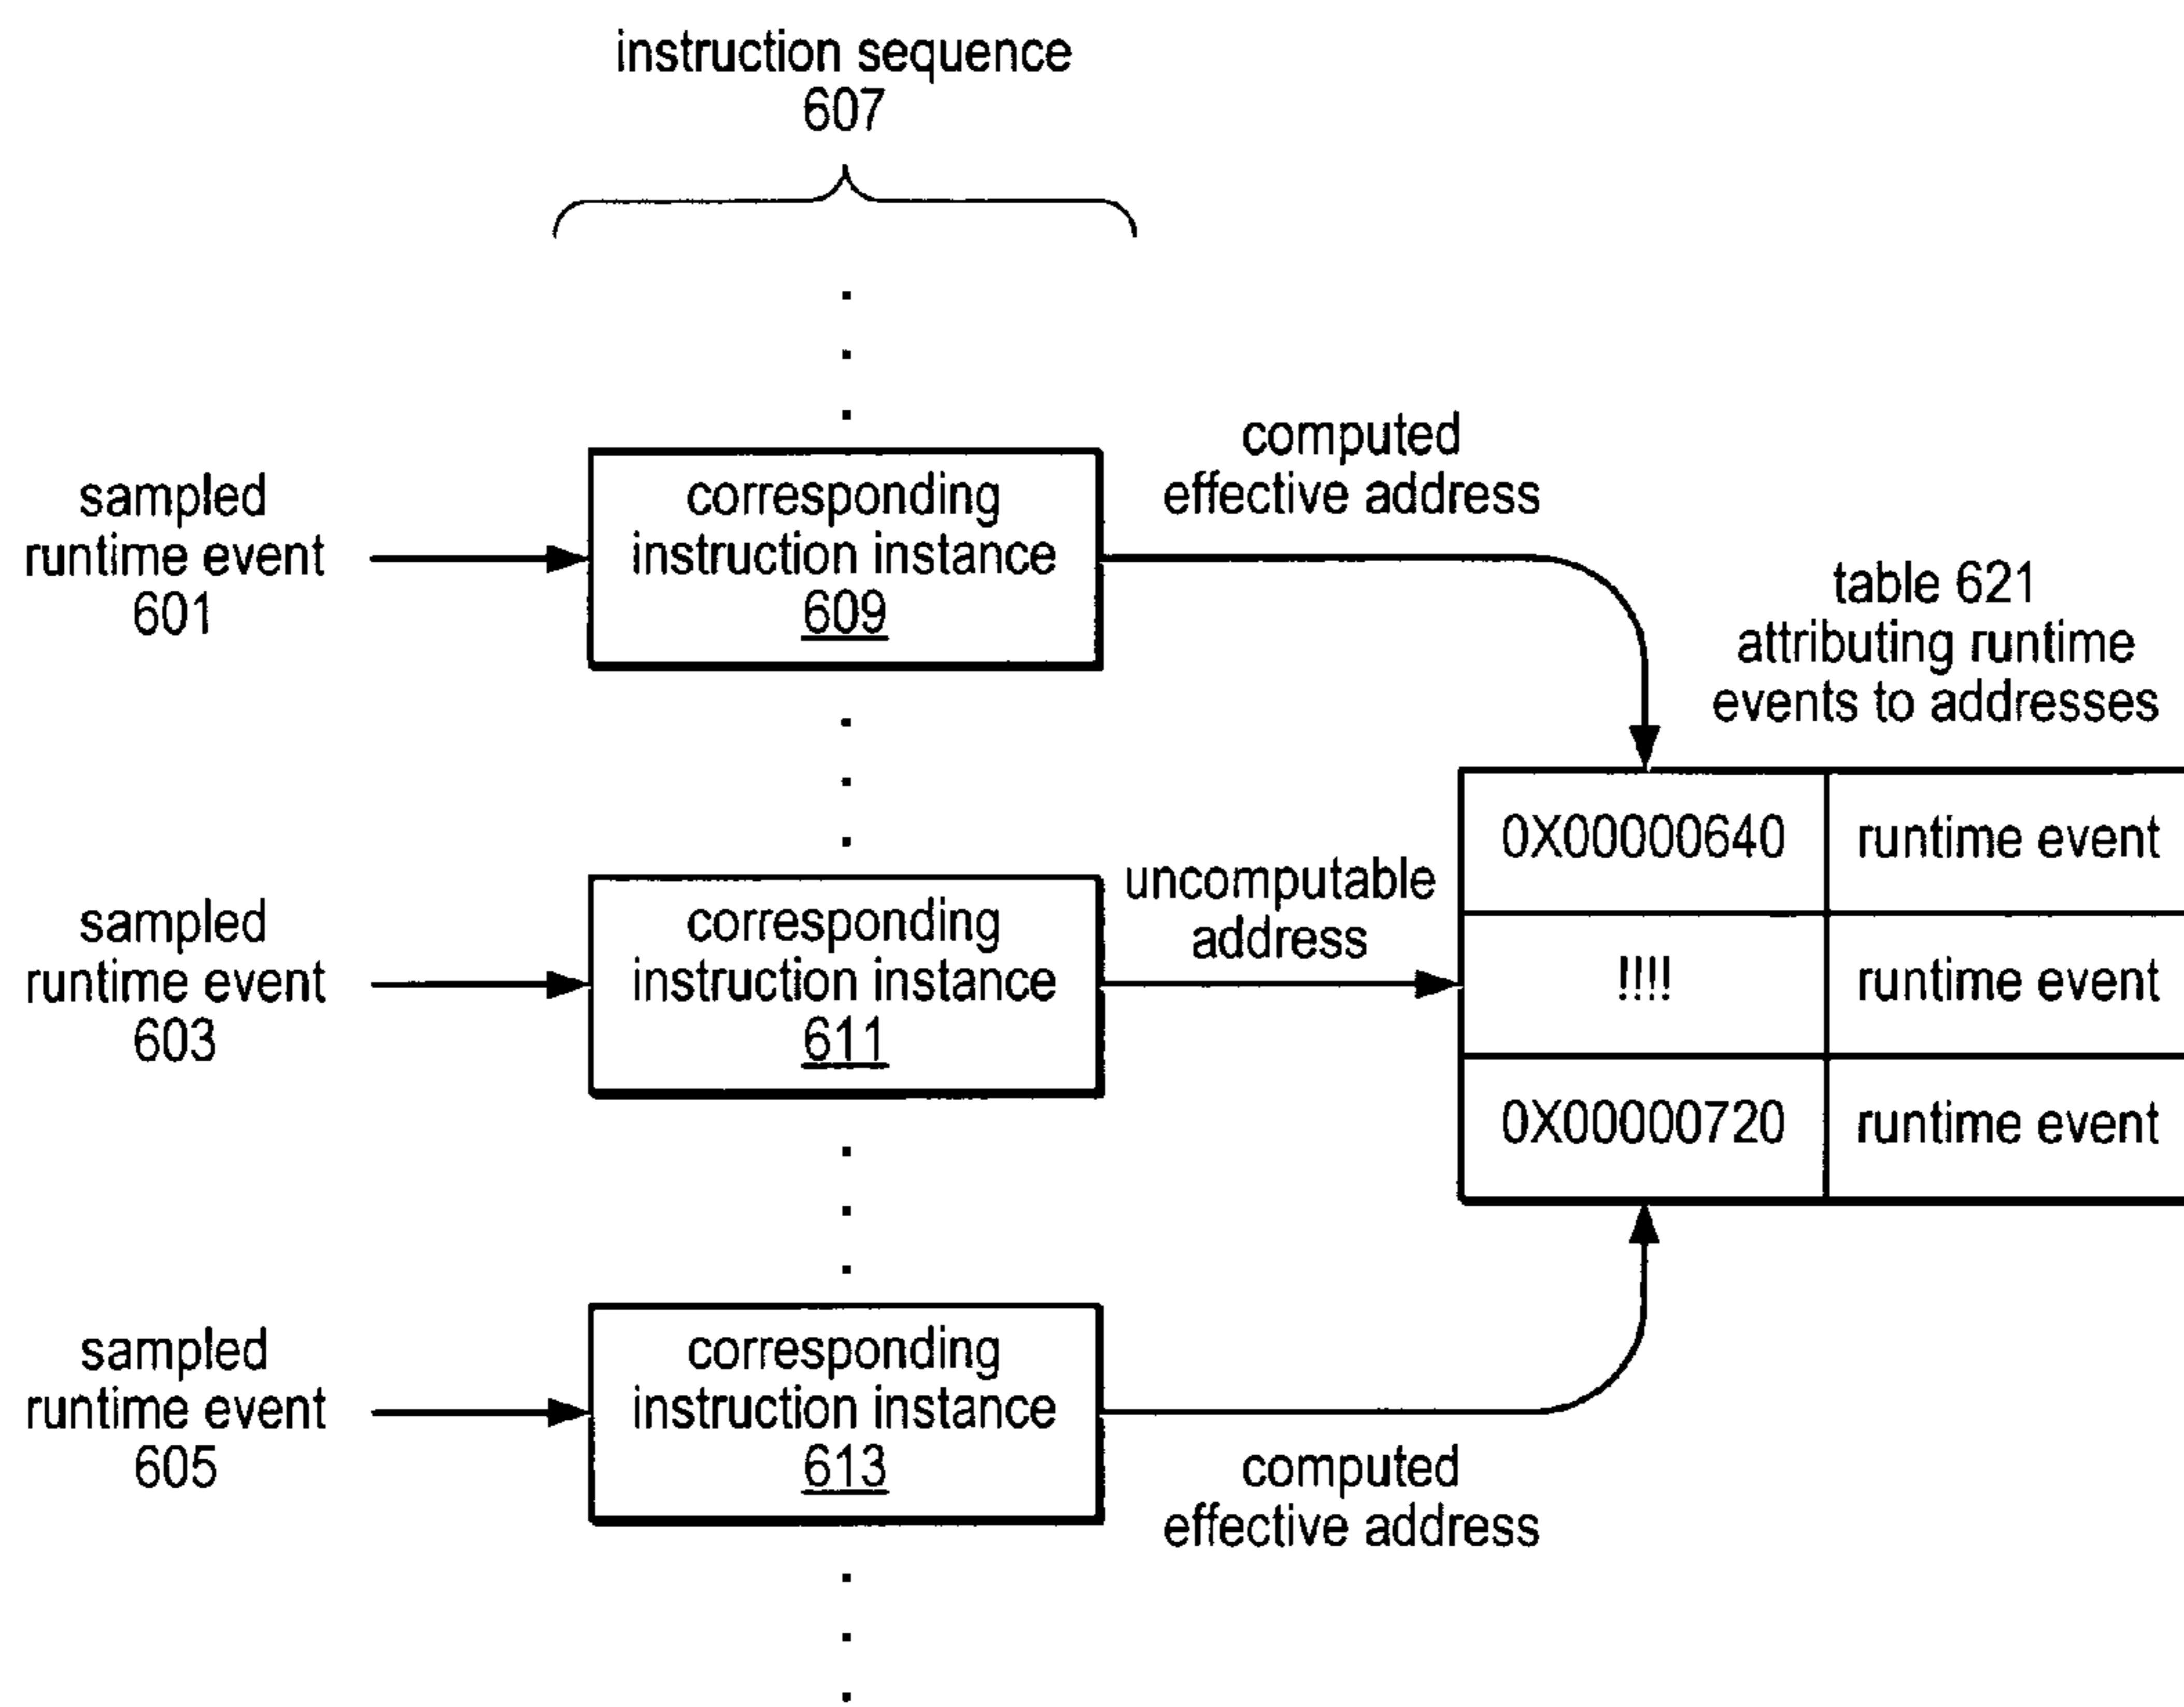 instruction sequence
607
computed
effective address
sampled
runtime event
601
corresponding
instruction instance
609
table 621
attributing runtime
events to addresses
0X00000640 runtime event
uncomputable
address
sampled
runtime event
603
corresponding
instruction instance
611
!!!! runtime event
0X00000720 runtime event
sampled
runtime event
605
corresponding
instruction instance
613
computed
effective address